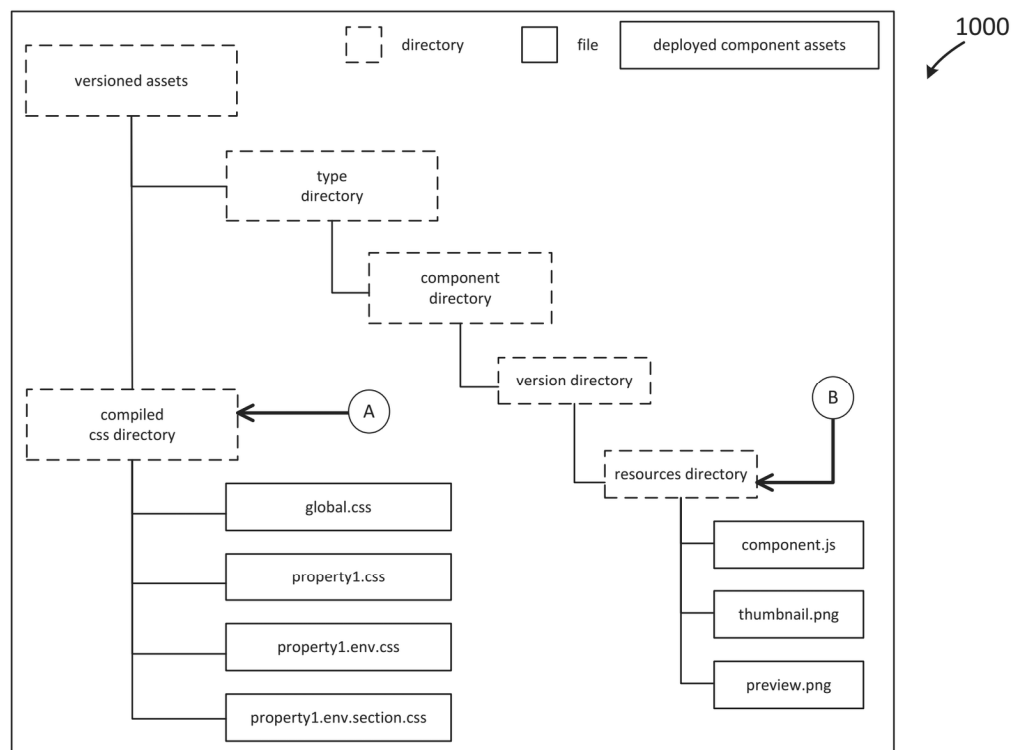 1000
directory
file
deployed component assets
versioned assets
type
directory
component
directory
version directory
compiled
css directory
A
B
resources directory
global.css
component.js
property1.css
thumbnail.png
property1.env.css
preview.png
property1.env.section.css